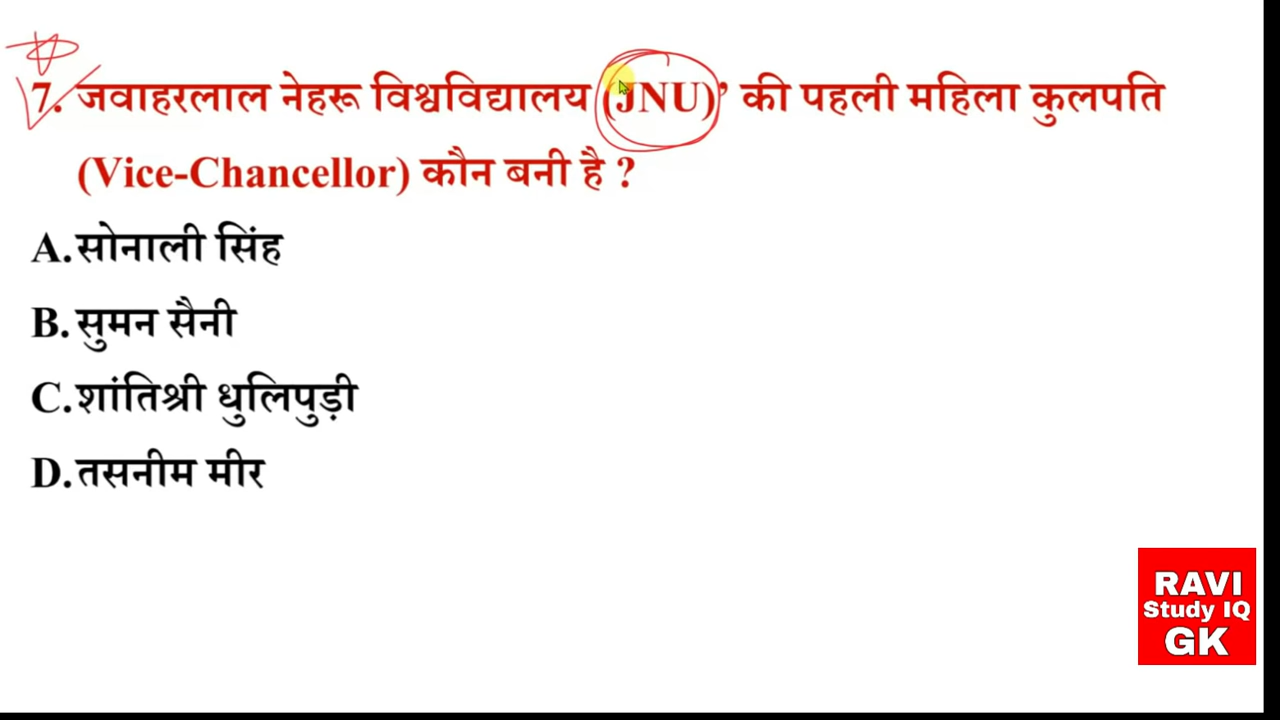 7. जवाहरलाल नेहरू विश्वविद्यालय (JNU)’ की पहली महिला कुलपति
(Vice-Chancellor) कौन बनी है ?
A. सोनाली सिंह
B. सुमन सैनी
C. शांतिश्री धुलिपुड़ी
D. तसनीम मीर
RAVI
Study IQ
GK